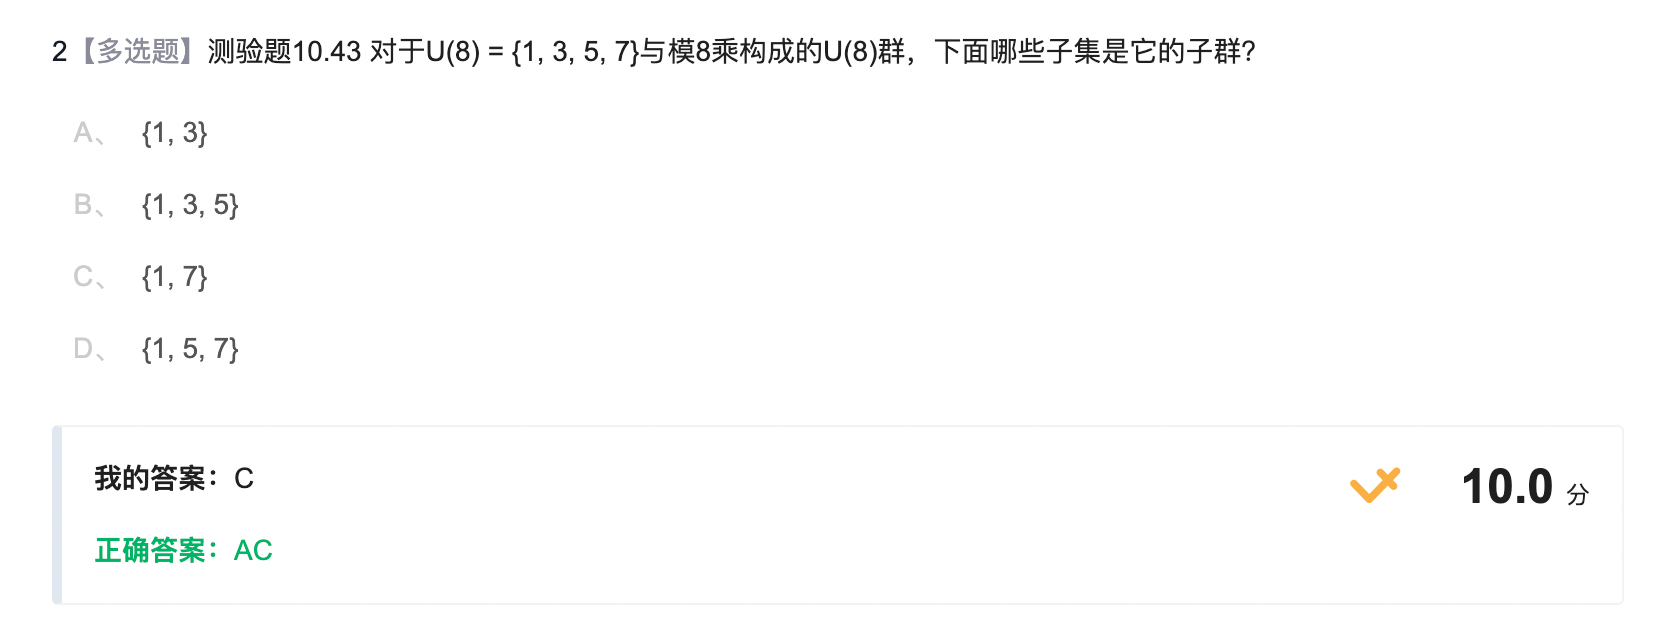 2【多选题】测验题10.43 对于U(8) = {1, 3, 5, 7}与模8乘构成的U(8)群，下面哪些子集是它的子群?
A、 {1, 3}
B、 {1, 3, 5}
C、 {1, 7}
D、 {1, 5, 7}
我的答案：C
10.0 分
正确答案：AC